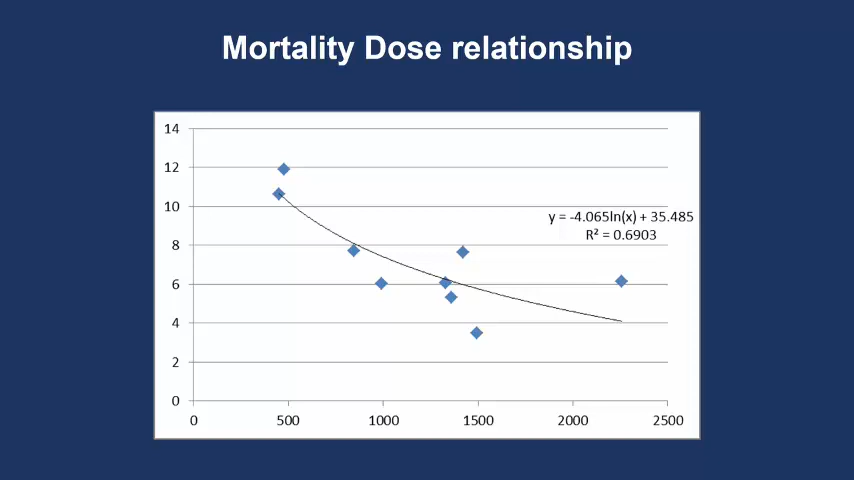 Mortality Dose relationship
14
12
10
8
6
4
2
0
y = -4.065ln(x) + 35.485
R² = 0.6903
0 500 1000 1500 2000 2500